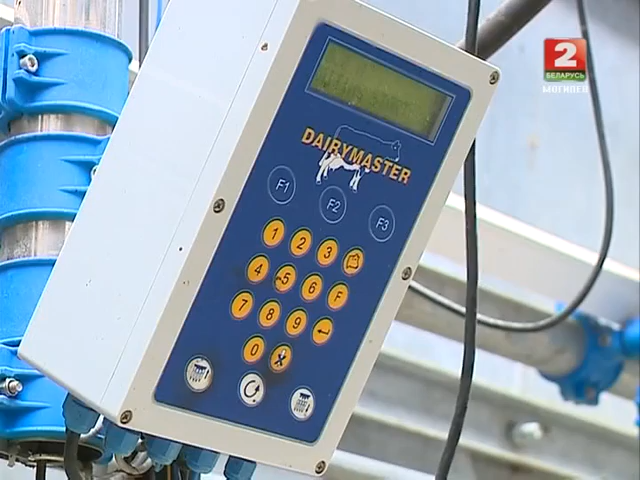 2
БЕЛАРУСЬ
МОГИЛЕВ
DAIRYMASTER
F1 F2 F3
1 2 3
4 5 6 F
7 8 9
0